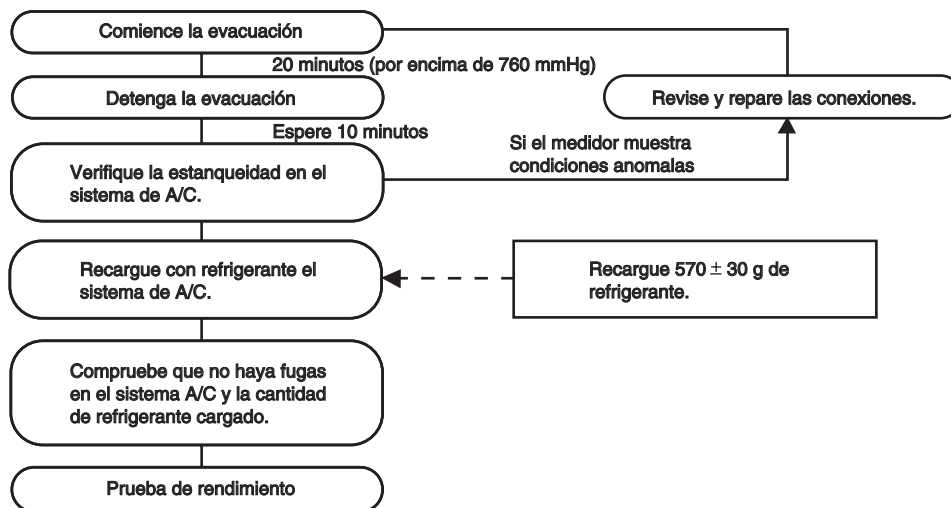 Comience la evacuación
20 minutos (por encima de 760 mmHg)
Detenga la evacuación
Revise y repare las conexiones.
Espere 10 minutos
Si el medidor muestra
condiciones anomalas
Verifique la estanqueidad en el
sistema de A/C.
Recargue con refrigerante el
sistema de A/C.
Recargue 570 ± 30 g de
refrigerante.
Compruebe que no haya fugas
en el sistema A/C y la cantidad
de refrigerante cargado.
Prueba de rendimiento